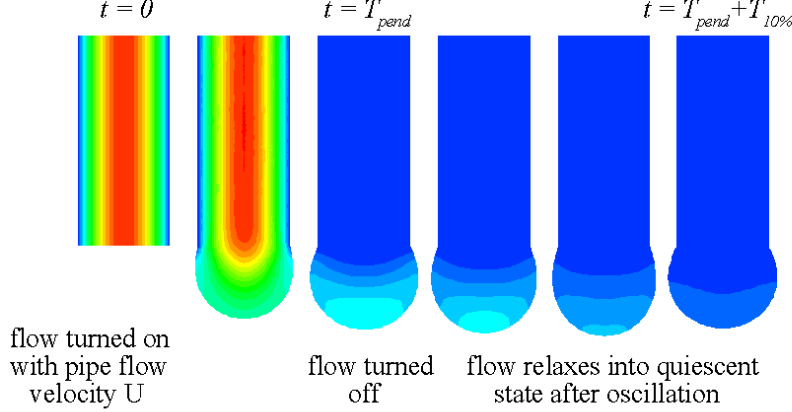 t = 0
t = T_pend
t = T_pend+T_10%
flow turned on
with pipe flow
velocity U
flow turned
off
flow relaxes into quiescent
state after oscillation